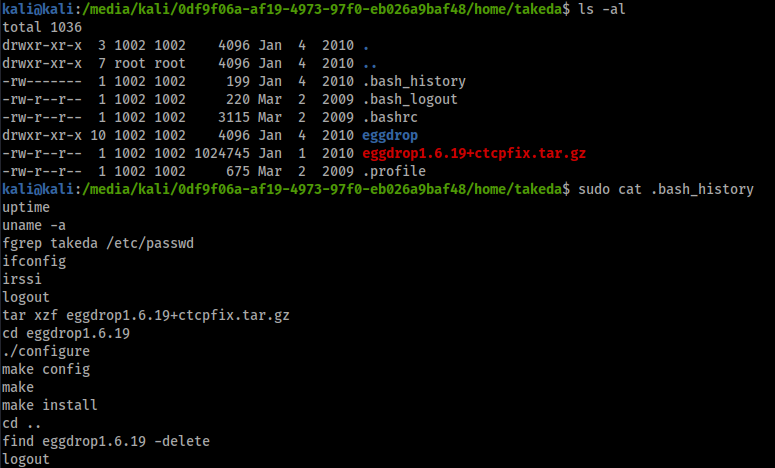 kali@kali:/media/kali/0df9f06a-af19-4973-97f0-eb026a9baf48/home/takeda$ ls -al
total 1036
drwxr-xr-x  3 1002 1002    4096 Jan  4  2010 .
drwxr-xr-x  7 root root    4096 Jan  4  2010 ..
-rw-------  1 1002 1002     199 Jan  4  2010 .bash_history
-rw-r--r--  1 1002 1002     220 Mar  2  2009 .bash_logout
-rw-r--r--  1 1002 1002    3115 Mar  2  2009 .bashrc
drwxr-xr-x 10 1002 1002    4096 Jan  4  2010 eggdrop
-rw-r--r--  1 1002 1002 1024745 Jan  1  2010 eggdrop1.6.19+ctcpfix.tar.gz
-rw-r--r--  1 1002 1002     675 Mar  2  2009 .profile
kali@kali:/media/kali/0df9f06a-af19-4973-97f0-eb026a9baf48/home/takeda$ sudo cat .bash_history
uptime
uname -a
fgrep takeda /etc/passwd
ifconfig
irssi
logout
tar xzf eggdrop1.6.19+ctcpfix.tar.gz
cd eggdrop1.6.19
./configure
make config
make
make install
cd ..
find eggdrop1.6.19 -delete
logout